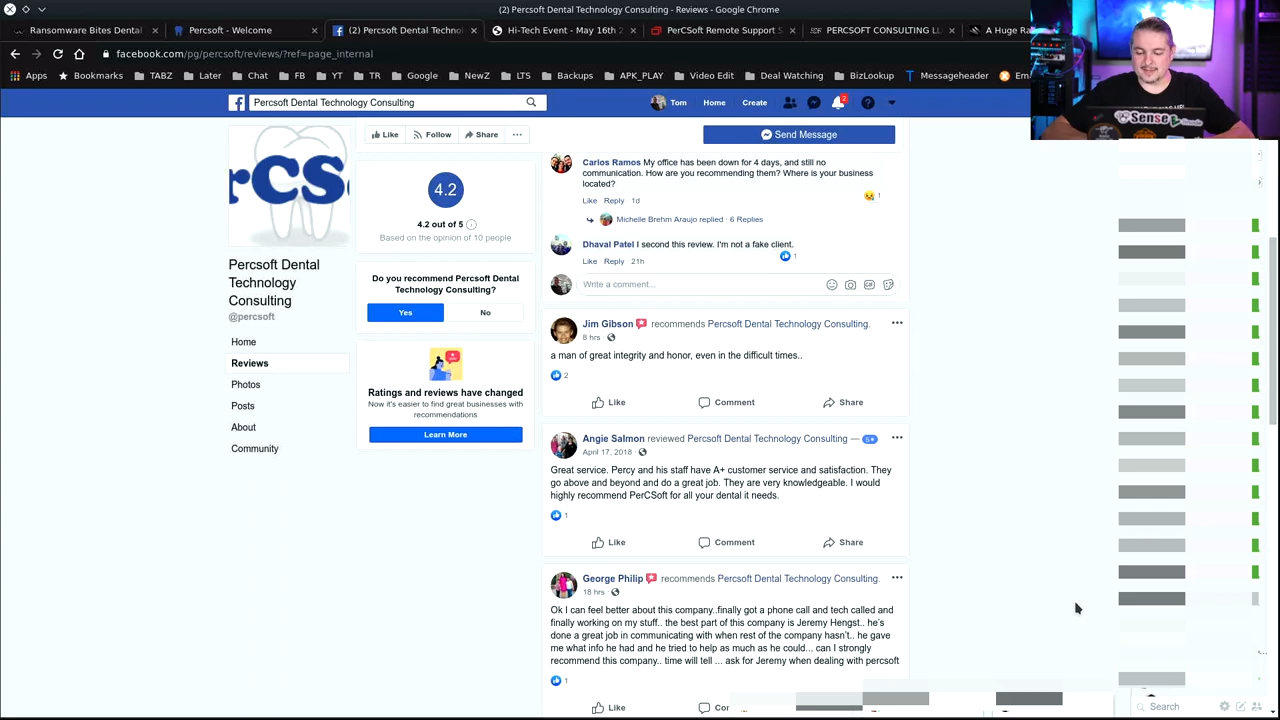 (2) Percsoft Dental Technology Consulting - Reviews - Google Chrome
Ransomware Bites Dental
Percsoft - Welcome
(2) Percsoft Dental Techno
Hi-Tech Event - May 16th 2
PerCSoft Remote Support S
PERCSOFT CONSULTING LL
A Huge Ra
facebook.com/pg/percsoft/reviews/?ref=page_internal
Apps
Bookmarks
TABZ
Later
Chat
FB
P
TR
Google
NewZ
LTS
Backups
APK_PLAY
Video Edit
Desk Watching
BizLookup
Messageheader
Em
Percsoft Dental Technology Consulting
Tom
Home
Create
2
Like
Follow
Share
Send Message
4.2
4.2 out of 5
Based on the opinion of 10 people
Percsoft Dental
Technology
Consulting
@percsoft
Home
Reviews
Photos
Posts
About
Community
Do you recommend Percsoft Dental
Technology Consulting?
Yes
No
Ratings and reviews have changed
Now it's easier to find great businesses with
recommendations
Learn More
Carlos Ramos My office has been down for 4 days, and still no
communication. How are you recommending them? Where is your business
located?
1
Like Reply 1d
Michelle Brehm Araujo replied · 6 Replies
Dhaval Patel I second this review. I'm not a fake client.
1
Like Reply 21h
Write a comment...
Jim Gibson recommends Percsoft Dental Technology Consulting.
8 hrs ·
a man of great integrity and honor, even in the difficult times..
2
Like
Comment
Share
Angie Salmon reviewed Percsoft Dental Technology Consulting — 5★
April 17, 2018 ·
Great service. Percy and his staff have A+ customer service and satisfaction. They
go above and beyond and do a great job. They are very knowledgeable. I would
highly recommend PerCSoft for all your dental it needs.
1
Like
Comment
Share
George Philip recommends Percsoft Dental Technology Consulting.
18 hrs ·
Ok I can feel better about this company..finally got a phone call and tech called and
finally working on my stuff.. the best part of this company is Jeremy Hengst.. he's
done a great job in communicating with when rest of the company hasn't.. he gave
me what info he had and he tried to help as much as he could... can I strongly
recommend this company.. time will tell ... ask for Jeremy when dealing with percsoft
1
Like
Share
Search
Sense